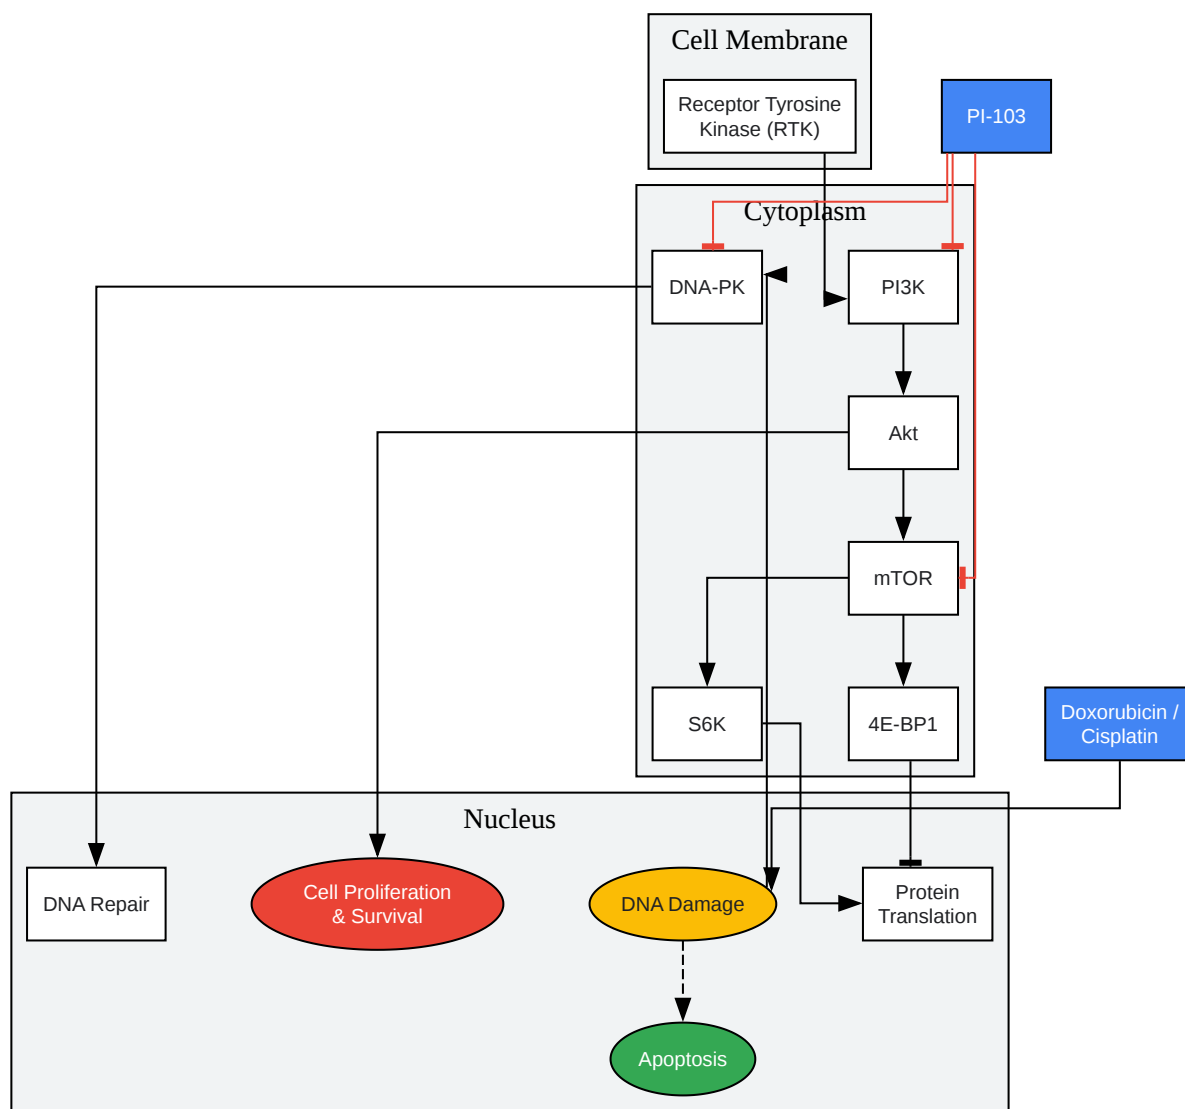 Cell Membrane
Receptor Tyrosine
Kinase (RTK)
PI-103
Cytoplasm
DNA-PK
PI3K
Akt
mTOR
S6K
4E-BP1
Doxorubicin /
Cisplatin
Nucleus
DNA Repair
Cell Proliferation
& Survival
DNA Damage
Protein
Translation
Apoptosis